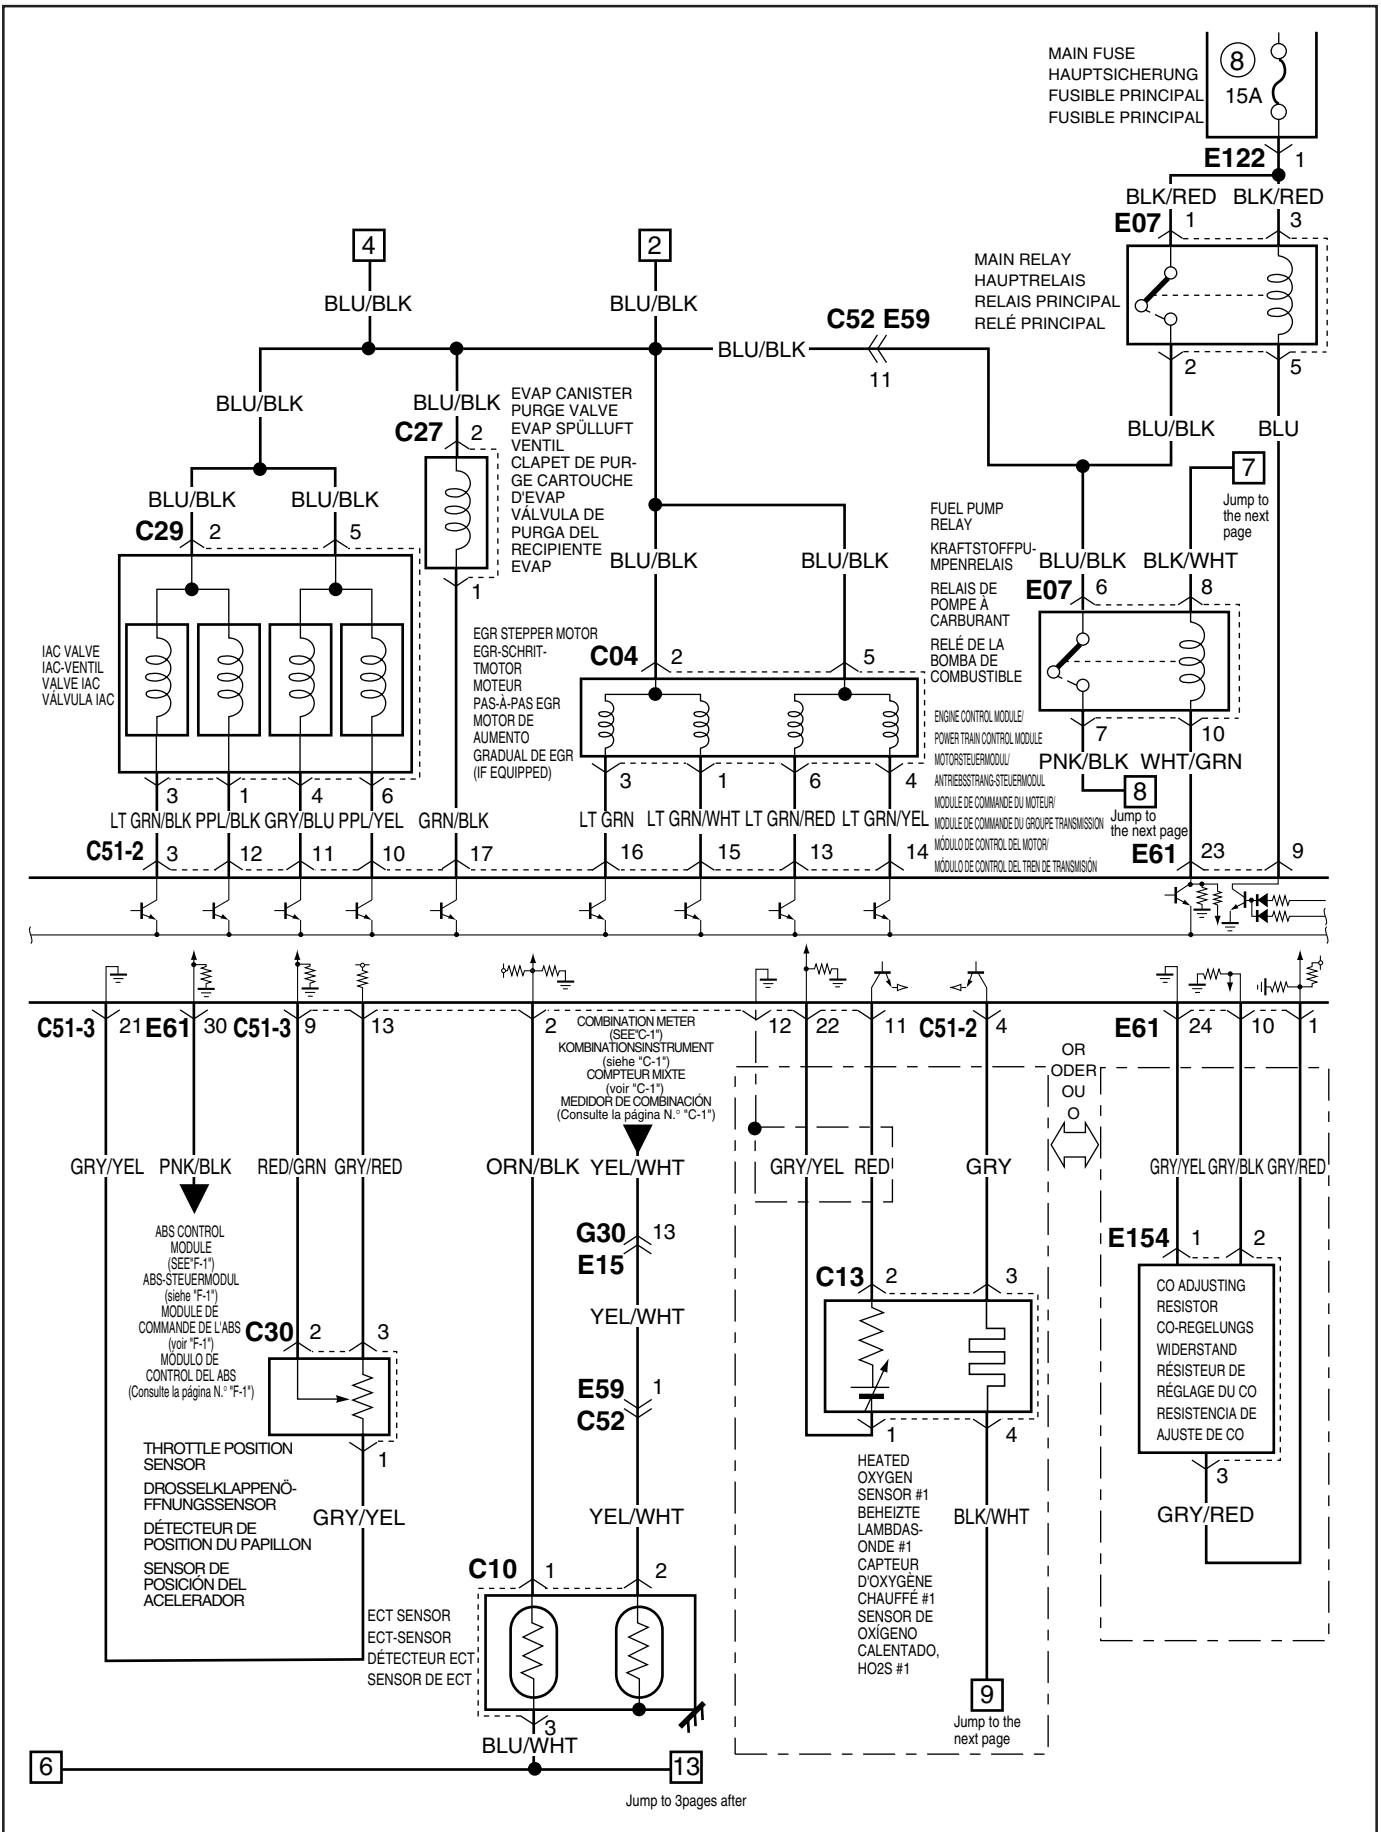 MAIN FUSE
HAUPTSICHERUNG
FUSIBLE PRINCIPAL
FUSIBLE PRINCIPAL
8
15A
E122 1
BLK/RED BLK/RED
E07 1 3
MAIN RELAY
HAUPTRELAIS
RELAIS PRINCIPAL
RELÉ PRINCIPAL
2 5
BLU/BLK BLU
4
2
BLU/BLK
BLU/BLK
BLU/BLK
C52 E59
11
BLU/BLK
BLU/BLK
C27 2
EVAP CANISTER
PURGE VALVE
EVAP SPÜLLUFT
VENTIL
CLAPET DE PUR-
GE CARTOUCHE
D'EVAP
VÁLVULA DE
PURGA DEL
RECIPIENTE
EVAP
1
BLU/BLK BLU/BLK
C29 2 5
IAC VALVE
IAC-VENTIL
VALVE IAC
VÁLVULA IAC
BLU/BLK BLU/BLK
EGR STEPPER MOTOR
EGR-SCHRIT-
TMOTOR
MOTEUR
PAS-À-PAS EGR
MOTOR DE
AUMENTO
GRADUAL DE EGR
(IF EQUIPPED)
C04 2 5
7
Jump to
the next
page
FUEL PUMP
RELAY
KRAFTSTOFFPU-
MPENRELAIS
RELAIS DE
POMPE À
CARBURANT
RELÉ DE LA
BOMBA DE
COMBUSTIBLE
BLU/BLK BLK/WHT
E07 6 8
7 10
PNK/BLK WHT/GRN
8
Jump to
the next page
ENGINE CONTROL MODULE/
POWER TRAIN CONTROL MODULE
MOTORSTEUERMODUL/
ANTRIEBSSTRANG-STEUERMODUL
MODULE DE COMMANDE DU MOTEUR/
MODULE DE COMMANDE DU GROUPE TRANSMISSION
MÓDULO DE CONTROL DEL MOTOR/
MÓDULO DE CONTROL DEL TREN DE TRANSMISIÓN
3 1 4 6
3 1 6 4
LT GRN/BLK PPL/BLK GRY/BLU PPL/YEL GRN/BLK LT GRN LT GRN/WHT LT GRN/RED LT GRN/YEL
C51-2 3 12 11 10 17 16 15 13 14 E61 23 9
C51-3 21 E61 30 C51-3 9 13 2 12 22 11 C51-2 4 E61 24 10 1
COMBINATION METER
(SEE"C-1")
KOMBINATIONSINSTRUMENT
(siehe "C-1")
COMPTEUR MIXTE
(voir "C-1")
MEDIDOR DE COMBINACIÓN
(Consulte la página N.° "C-1")
OR
ODER
OU
O
GRY/YEL PNK/BLK RED/GRN GRY/RED ORN/BLK YEL/WHT GRY/YEL RED GRY GRY/YEL GRY/BLK GRY/RED
ABS CONTROL
MODULE
(SEE"F-1")
ABS-STEUERMODUL
(siehe "F-1")
MODULE DE
COMMANDE DE L'ABS
(voir "F-1")
MÓDULO DE
CONTROL DEL ABS
(Consulte la página N.° "F-1")
C30 2 3
1
GRY/YEL
THROTTLE POSITION
SENSOR
DROSSELKLAPPENÖ-
FFNUNGSSENSOR
DÉTECTEUR DE
POSITION DU PAPILLON
SENSOR DE
POSICIÓN DEL
ACELERADOR
G30 13
E15
YEL/WHT
E59 1
C52
YEL/WHT
C10 1 2
ECT SENSOR
ECT-SENSOR
DÉTECTEUR ECT
SENSOR DE ECT
3
BLU/WHT
6
13
Jump to 3pages after
C13 2 3
1 4
HEATED
OXYGEN
SENSOR #1
BEHEIZTE
LAMBDAS-
ONDE #1
CAPTEUR
D'OXYGÈNE
CHAUFFÉ #1
SENSOR DE
OXÍGENO
CALENTADO,
HO2S #1
BLK/WHT
9
Jump to the
next page
E154 1 2
CO ADJUSTING
RESISTOR
CO-REGELUNGS
WIDERSTAND
RÉSISTEUR DE
RÉGLAGE DU CO
RESISTENCIA DE
AJUSTE DE CO
3
GRY/RED